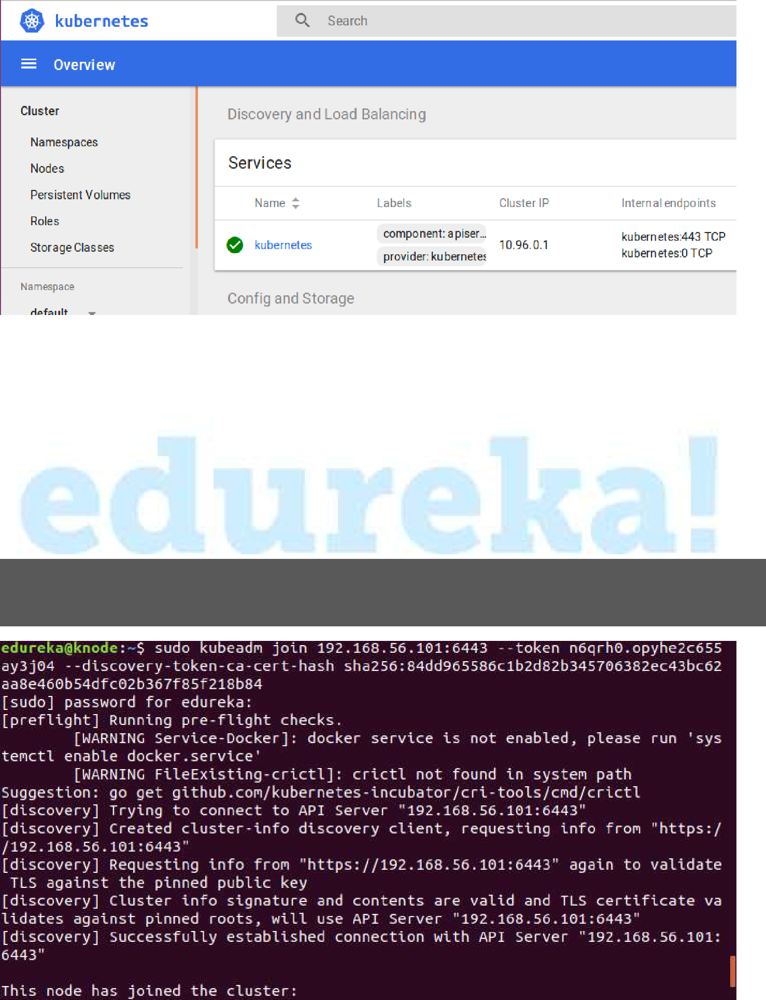 kubernetes
Search
Overview
Cluster
Namespaces
Nodes
Persistent Volumes
Roles
Storage Classes
Namespace
default
Discovery and Load Balancing
Services
Name Labels Cluster IP Internal endpoints
kubernetes component: apiser... 10.96.0.1 kubernetes:443 TCP
provider: kubernetes kubernetes:0 TCP
Config and Storage
edureka!
edureka@knode:~$ sudo kubeadm join 192.168.56.101:6443 --token n6qrh0.opyhe2c655
ay3j04 --discovery-token-ca-cert-hash sha256:84dd965586c1b2d82b345706382ec43bc62
aa8e460b54dfc02b367f85f218b84
[sudo] password for edureka:
[preflight] Running pre-flight checks.
[WARNING Service-Docker]: docker service is not enabled, please run 'sys
temctl enable docker.service'
[WARNING FileExisting-crictl]: crictl not found in system path
Suggestion: go get github.com/kubernetes-incubator/cri-tools/cmd/crictl
[discovery] Trying to connect to API Server "192.168.56.101:6443"
[discovery] Created cluster-info discovery client, requesting info from "https:/
/192.168.56.101:6443"
[discovery] Requesting info from "https://192.168.56.101:6443" again to validate
TLS against the pinned public key
[discovery] Cluster info signature and contents are valid and TLS certificate va
lidates against pinned roots, will use API Server "192.168.56.101:6443"
[discovery] Successfully established connection with API Server "192.168.56.101:
6443"
This node has joined the cluster: